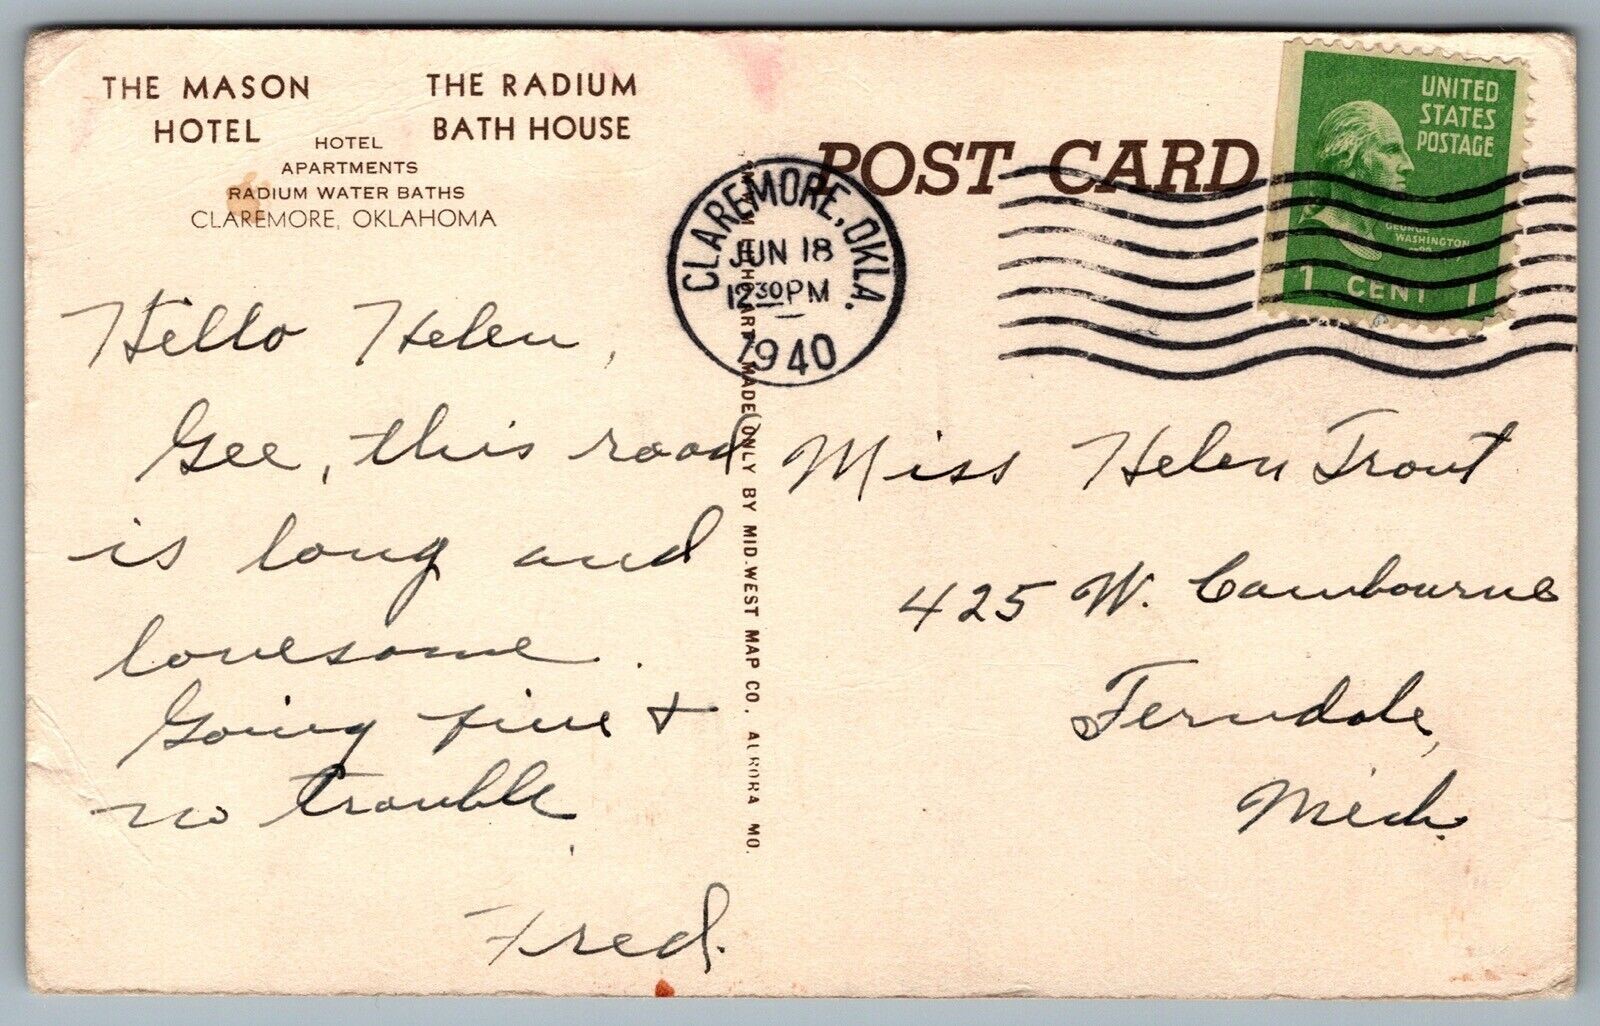 THE MASON HOTEL
THE RADIUM BATH HOUSE
HOTEL
APARTMENTS
RADIUM WATER BATHS
CLAREMORE, OKLAHOMA
POST CARD
CLAREMORE, OKLA.
JUN 18
12 30 PM
1940
UNITED
STATES
POSTAGE
GEORGE
WASHINGTON
1 CENT 1
MADE ONLY BY MID-WEST MAP CO., AURORA MO.
Hello Helen,
Gee, this road
is long and
lonesome.
Going fine +
no trouble.
Fred.
Miss Helen Trout
425 W. Cambourne
Ferndale,
Mich.